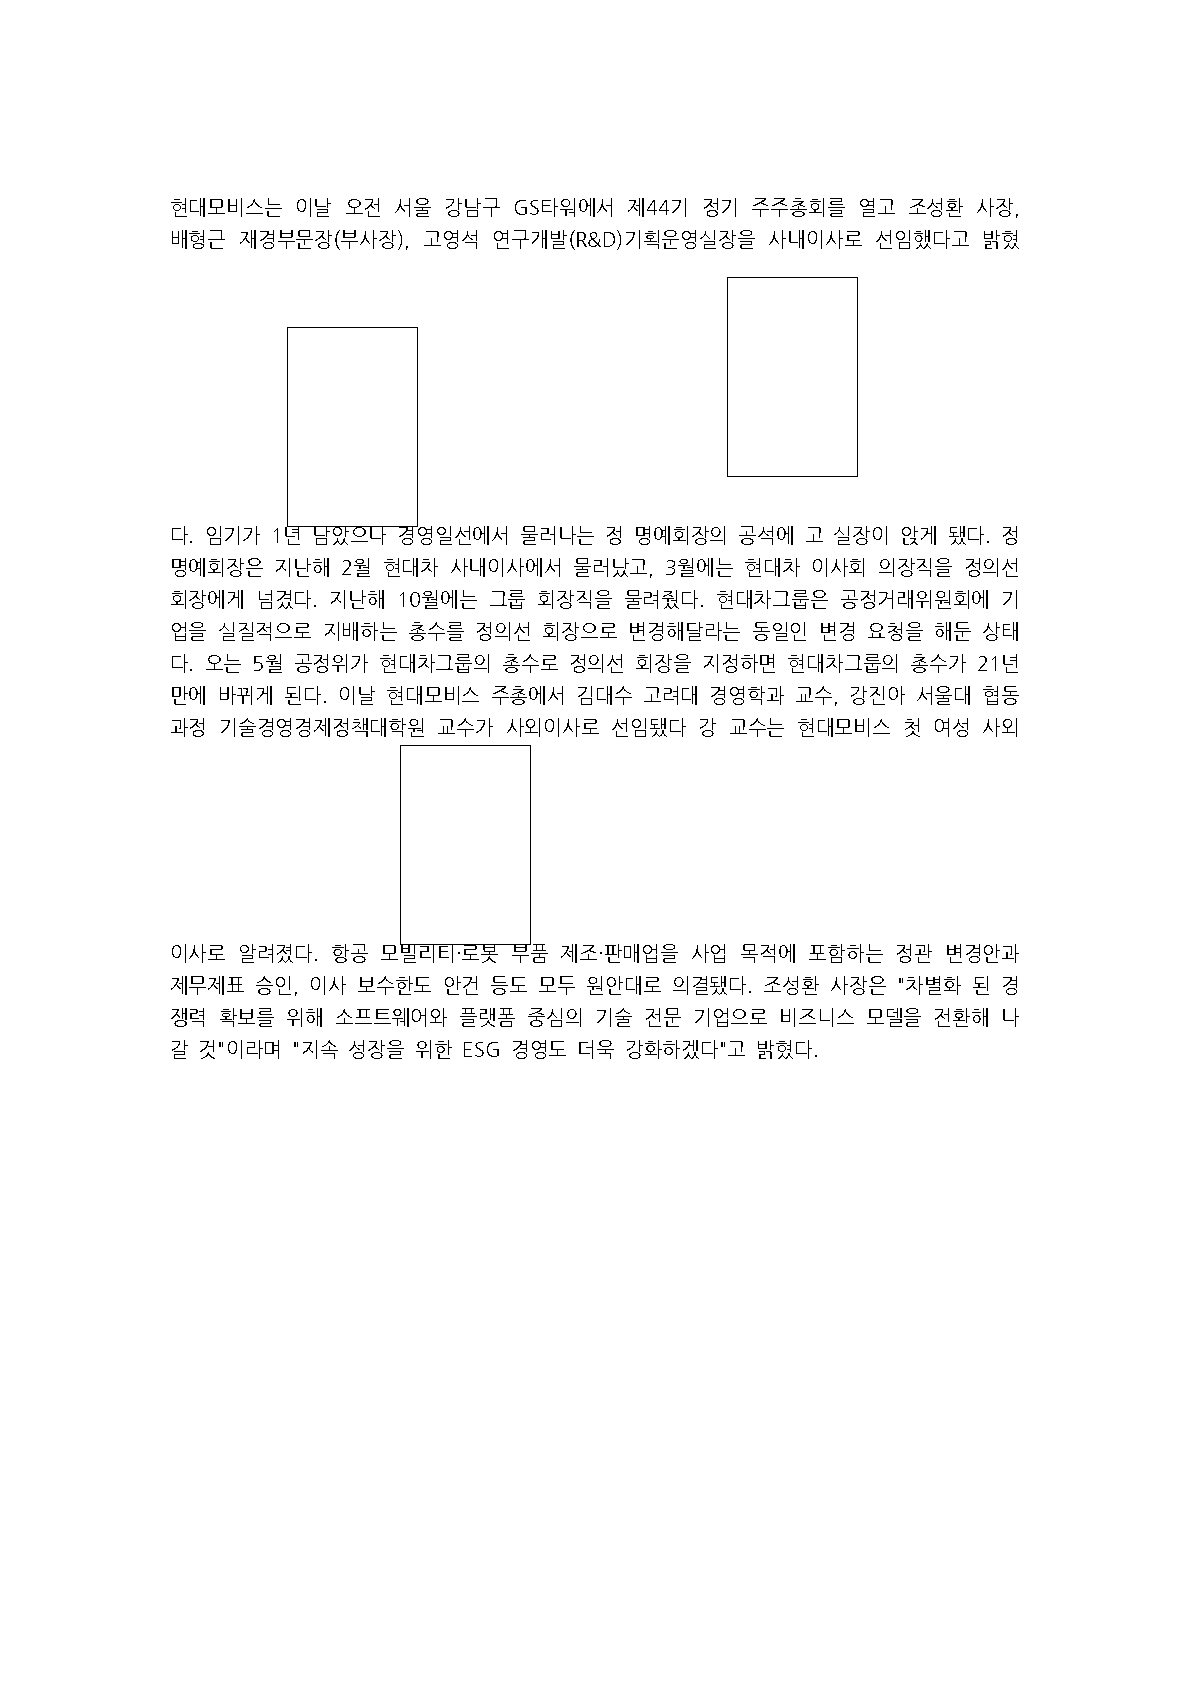 현대모비스는 이날 오전 서울 강남구 GS타워에서 제44기 정기 주주총회를 열고 조성환 사장,
배형근 재경부문장(부사장), 고영석 연구개발(R&D)기획운영실장을 사내이사로 선임했다고 밝혔
다. 임기가 1년 남았으나 경영일선에서 물러나는 정 명예회장의 공석에 고 실장이 앉게 됐다. 정
명예회장은 지난해 2월 현대차 사내이사에서 물러났고, 3월에는 현대차 이사회 의장직을 정의선
회장에게 넘겼다. 지난해 10월에는 그룹 회장직을 물려줬다. 현대차그룹은 공정거래위원회에 기
업을 실질적으로 지배하는 총수를 정의선 회장으로 변경해달라는 동일인 변경 요청을 해둔 상태
다. 오는 5월 공정위가 현대차그룹의 총수로 정의선 회장을 지정하면 현대차그룹의 총수가 21년
만에 바뀌게 된다. 이날 현대모비스 주총에서 김대수 고려대 경영학과 교수, 강진아 서울대 협동
과정 기술경영경제정책대학원 교수가 사외이사로 선임됐다 강 교수는 현대모비스 첫 여성 사외
이사로 알려졌다. 항공 모빌리티·로봇 부품 제조·판매업을 사업 목적에 포함하는 정관 변경안과
제무제표 승인, 이사 보수한도 안건 등도 모두 원안대로 의결됐다. 조성환 사장은 "차별화 된 경
쟁력 확보를 위해 소프트웨어와 플랫폼 중심의 기술 전문 기업으로 비즈니스 모델을 전환해 나
갈 것"이라며 "지속 성장을 위한 ESG 경영도 더욱 강화하겠다"고 밝혔다.